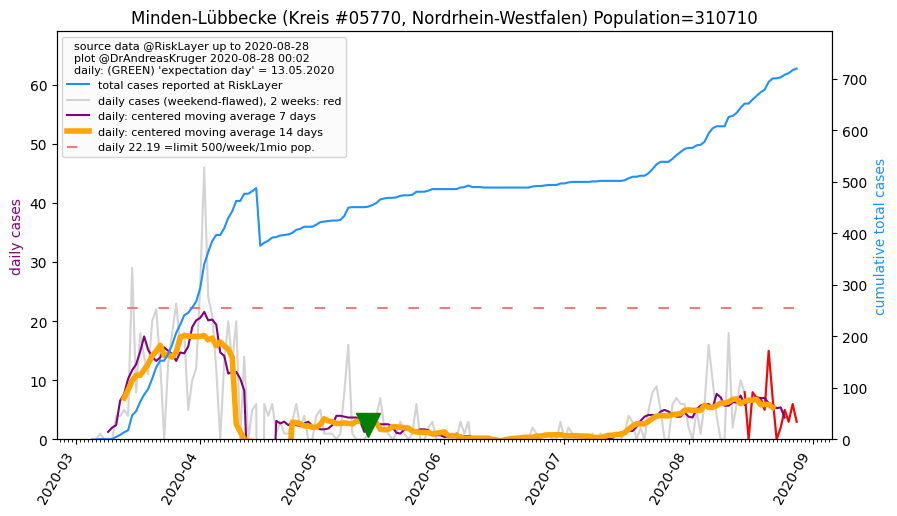 Minden-Lübbecke (Kreis #05770, Nordrhein-Westfalen) Population=310710
source data @RiskLayer up to 2020-08-28
plot @DrAndreasKruger 2020-08-28 00:02
daily: (GREEN) 'expectation day' = 13.05.2020
total cases reported at RiskLayer
daily cases (weekend-flawed), 2 weeks: red
daily: centered moving average 7 days
daily: centered moving average 14 days
daily 22.19 =limit 500/week/1mio pop.
daily cases
60
50
40
30
20
10
0
cumulative total cases
700
600
500
400
300
200
100
0
2020-03
2020-04
2020-05
2020-06
2020-07
2020-08
2020-09